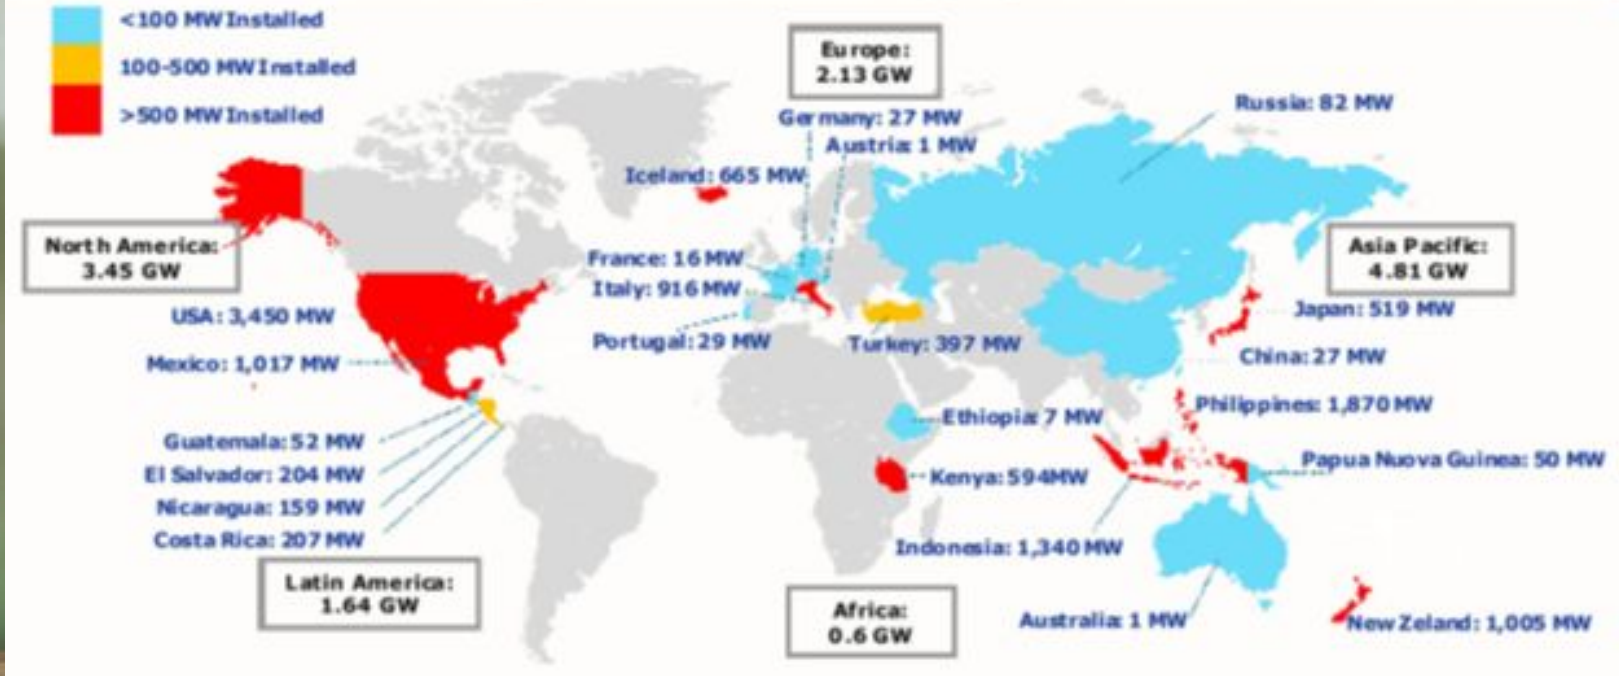 <100 MW Installed
100-500 MW Installed
>500 MW Installed
Europe:
2.13 GW
Germany: 27 MW
Austria: 1 MW
Russia: 82 MW
Iceland: 665 MW
North America:
3.45 GW
Asia Pacific:
4.81 GW
France: 16 MW
Italy: 916 MW
Portugal: 29 MW
Turkey: 397 MW
USA: 3,450 MW
Mexico: 1,017 MW
Japan: 519 MW
China: 27 MW
Philippines: 1,870 MW
Ethiopia: 7 MW
Kenya: 594MW
Papua Nuova Guinea: 50 MW
Guatemala: 52 MW
El Salvador: 204 MW
Nicaragua: 159 MW
Costa Rica: 207 MW
Indonesia: 1,340 MW
Latin America:
1.64 GW
Africa:
0.6 GW
Australia: 1 MW
New Zeland: 1,005 MW